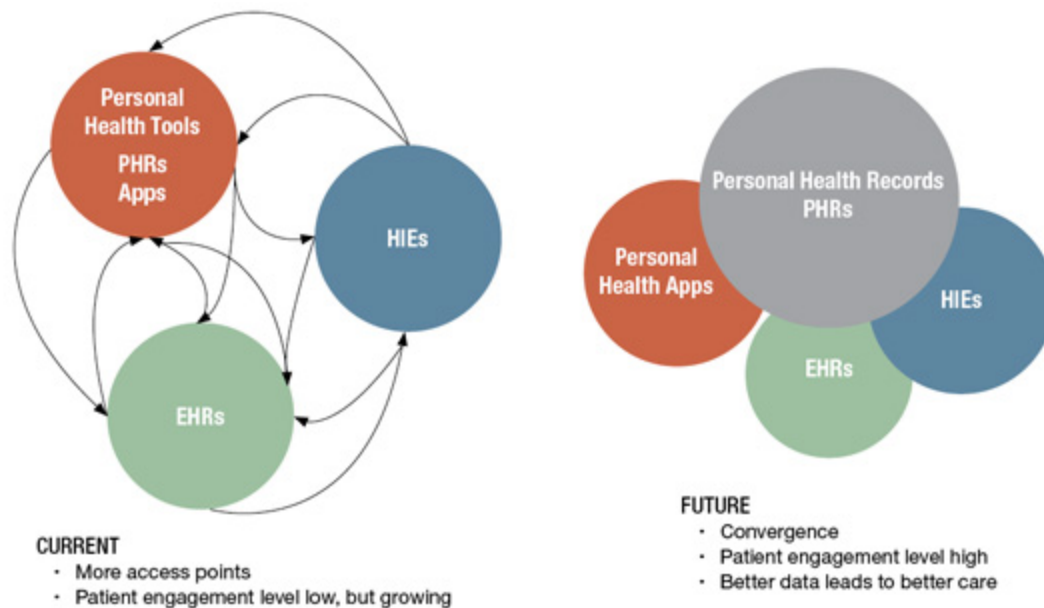 Personal
Health Tools
PHRs
Apps
HIEs
EHRs
CURRENT
· More access points
· Patient engagement level low, but growing
Personal Health Records
PHRs
Personal
Health Apps
HIEs
EHRs
FUTURE
· Convergence
· Patient engagement level high
· Better data leads to better care